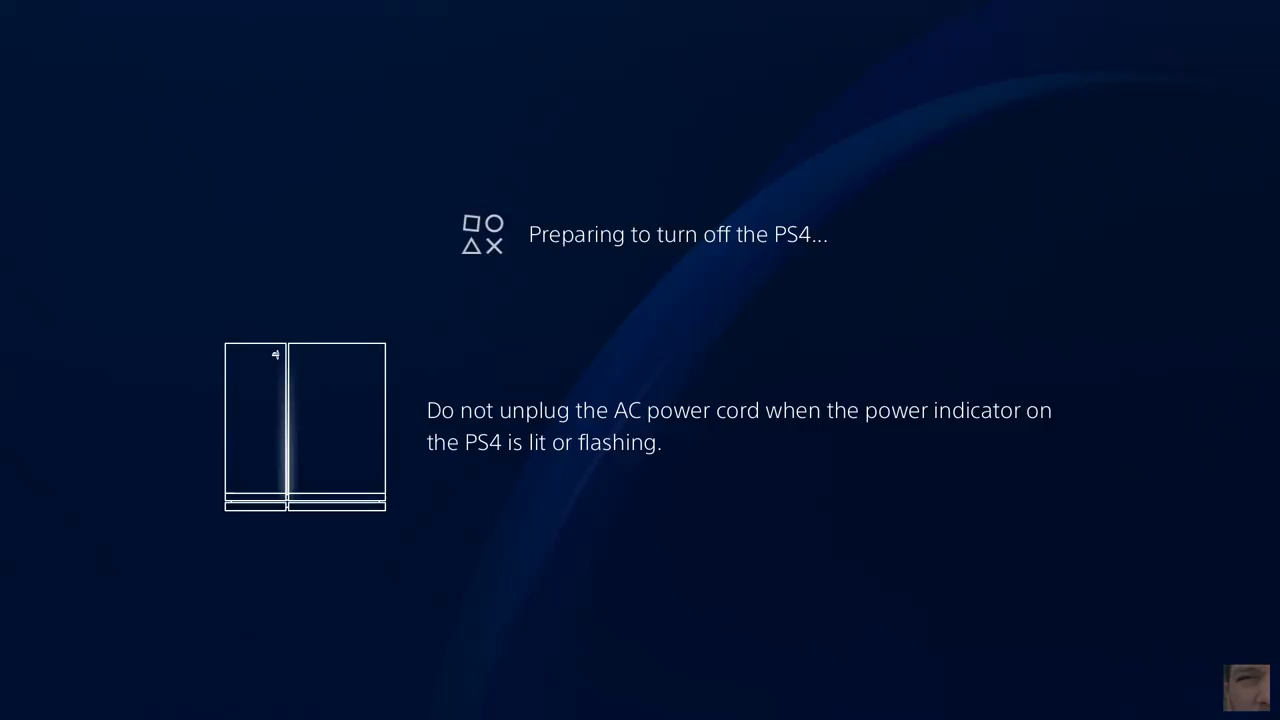 Preparing to turn off the PS4...
Do not unplug the AC power cord when the power indicator on
the PS4 is lit or flashing.